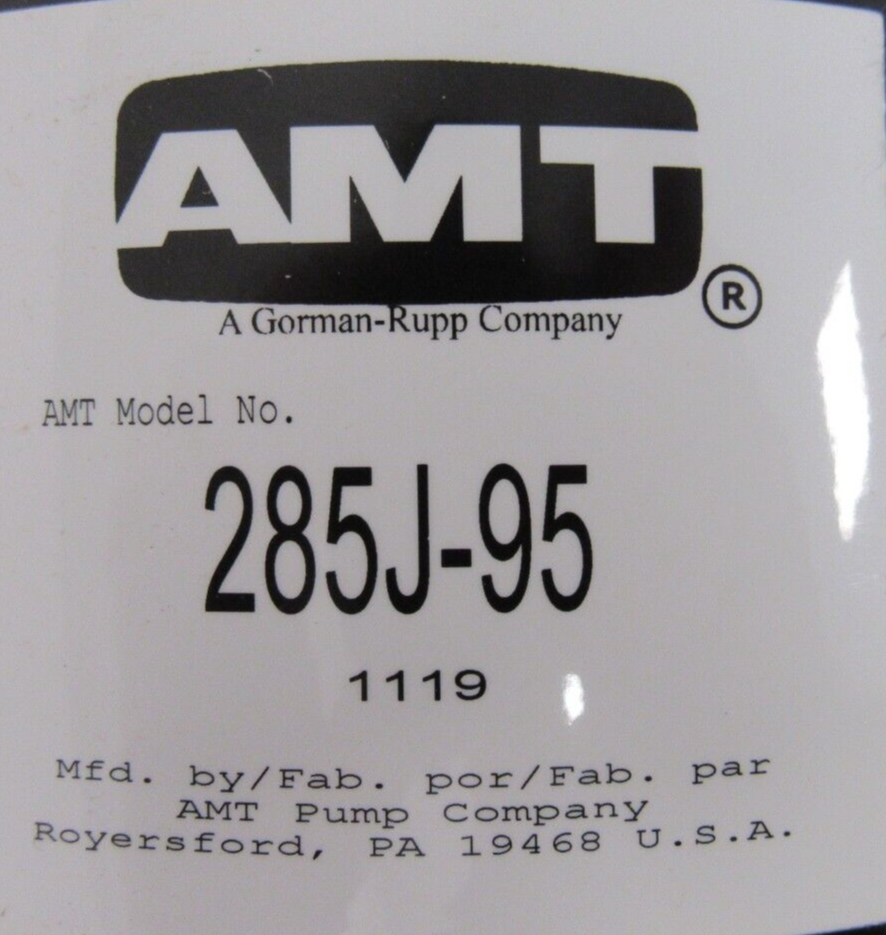 AMT
®
A Gorman-Rupp Company
AMT Model No.
285J-95
1119
Mfd. by/Fab. por/Fab. par
AMT Pump Company
Royersford, PA 19468 U.S.A.